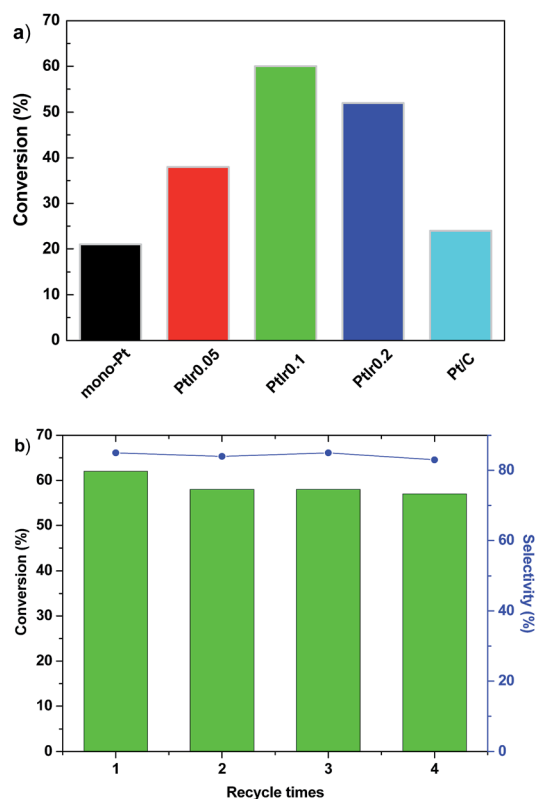 a)
Conversion (%)
70
60
50
40
30
20
10
0
mono-Pt PtIr0.05 PtIr0.1 PtIr0.2 Pt/C
b)
Conversion (%)
70
60
50
40
30
20
10
0
80
60
40
20
0
Selectivity (%)
1 2 3 4
Recycle times